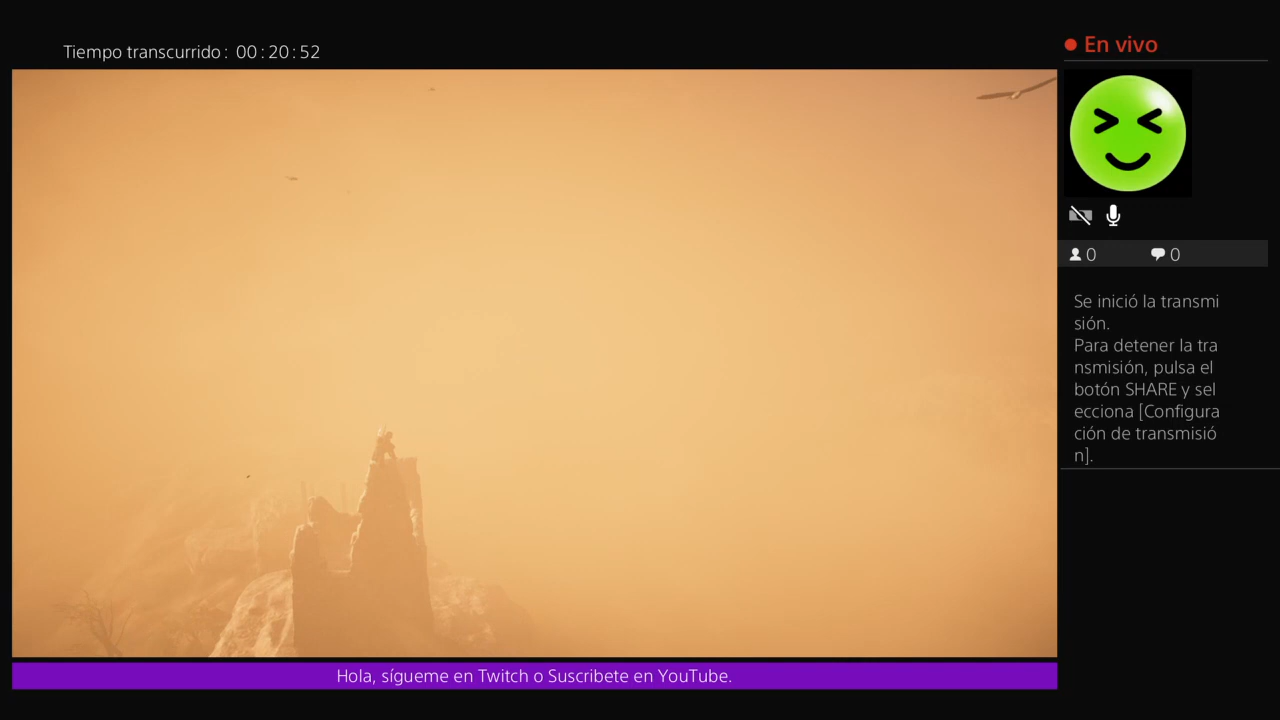 Tiempo transcurrido: 00:20:52
En vivo
0 0
Se inició la transmi
sión.
Para detener la tra
nsmisión, pulsa el
botón SHARE y sel
ecciona [Configura
ción de transmisió
n].
Hola, sígueme en Twitch o Suscribete en YouTube.